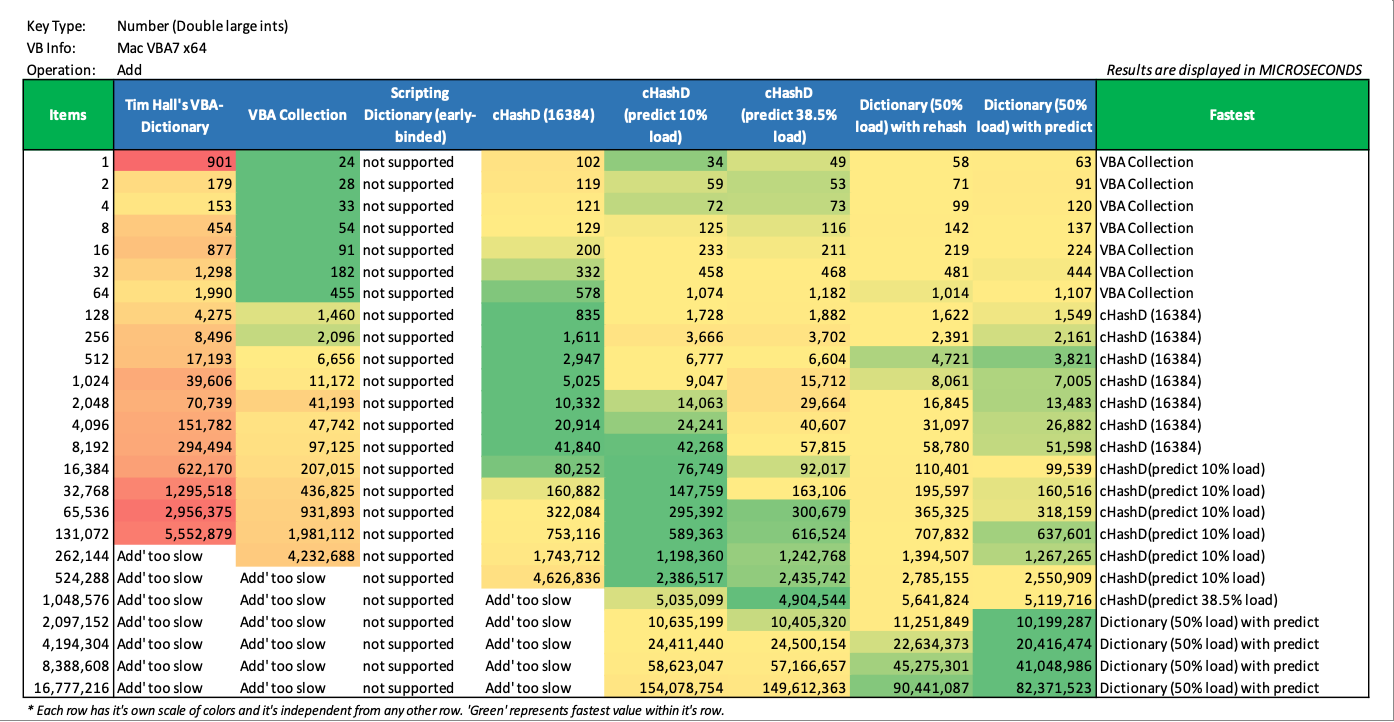 Key Type: Number (Double large ints)
VB Info: Mac VBA7 x64
Operation: Add Results are displayed in MICROSECONDS
Items Tim Hall's VBA-Dictionary VBA Collection Scripting Dictionary (early-binded) cHashD (16384) cHashD (predict 10% load) cHashD (predict 38.5% load) Dictionary (50% load) with rehash Dictionary (50% load) with predict Fastest
1 901 24 not supported 102 34 49 58 63 VBA Collection
2 179 28 not supported 119 59 53 71 91 VBA Collection
4 153 33 not supported 121 72 73 99 120 VBA Collection
8 454 54 not supported 129 125 116 142 137 VBA Collection
16 877 91 not supported 200 233 211 219 224 VBA Collection
32 1,298 182 not supported 332 458 468 481 444 VBA Collection
64 1,990 455 not supported 578 1,074 1,182 1,014 1,107 VBA Collection
128 4,275 1,460 not supported 835 1,728 1,882 1,622 1,549 cHashD (16384)
256 8,496 2,096 not supported 1,611 3,666 3,702 2,391 2,161 cHashD (16384)
512 17,193 6,656 not supported 2,947 6,777 6,604 4,721 3,821 cHashD (16384)
1,024 39,606 11,172 not supported 5,025 9,047 15,712 8,061 7,005 cHashD (16384)
2,048 70,739 41,193 not supported 10,332 14,063 29,664 16,845 13,483 cHashD (16384)
4,096 151,782 47,742 not supported 20,914 24,241 40,607 31,097 26,882 cHashD (16384)
8,192 294,494 97,125 not supported 41,840 42,268 57,815 58,780 51,598 cHashD (16384)
16,384 622,170 207,015 not supported 80,252 76,749 92,017 110,401 99,539 cHashD(predict 10% load)
32,768 1,295,518 436,825 not supported 160,882 147,759 163,106 195,597 160,516 cHashD(predict 10% load)
65,536 2,956,375 931,893 not supported 322,084 295,392 300,679 365,325 318,159 cHashD(predict 10% load)
131,072 5,552,879 1,981,112 not supported 753,116 589,363 616,524 707,832 637,601 cHashD(predict 10% load)
262,144 Add' too slow 4,232,688 not supported 1,743,712 1,198,360 1,242,768 1,394,507 1,267,265 cHashD(predict 10% load)
524,288 Add' too slow Add' too slow not supported 4,626,836 2,386,517 2,435,742 2,785,155 2,550,909 cHashD(predict 10% load)
1,048,576 Add' too slow Add' too slow not supported Add' too slow 5,035,099 4,904,544 5,641,824 5,119,716 cHashD(predict 38.5% load)
2,097,152 Add' too slow Add' too slow not supported Add' too slow 10,635,199 10,405,320 11,251,849 10,199,287 Dictionary (50% load) with predict
4,194,304 Add' too slow Add' too slow not supported Add' too slow 24,411,440 24,500,154 22,634,373 20,416,474 Dictionary (50% load) with predict
8,388,608 Add' too slow Add' too slow not supported Add' too slow 58,623,047 57,166,657 45,275,301 41,048,986 Dictionary (50% load) with predict
16,777,216 Add' too slow Add' too slow not supported Add' too slow 154,078,754 149,612,363 90,441,087 82,371,523 Dictionary (50% load) with predict
* Each row has it's own scale of colors and it's independent from any other row. 'Green' represents fastest value within it's row.